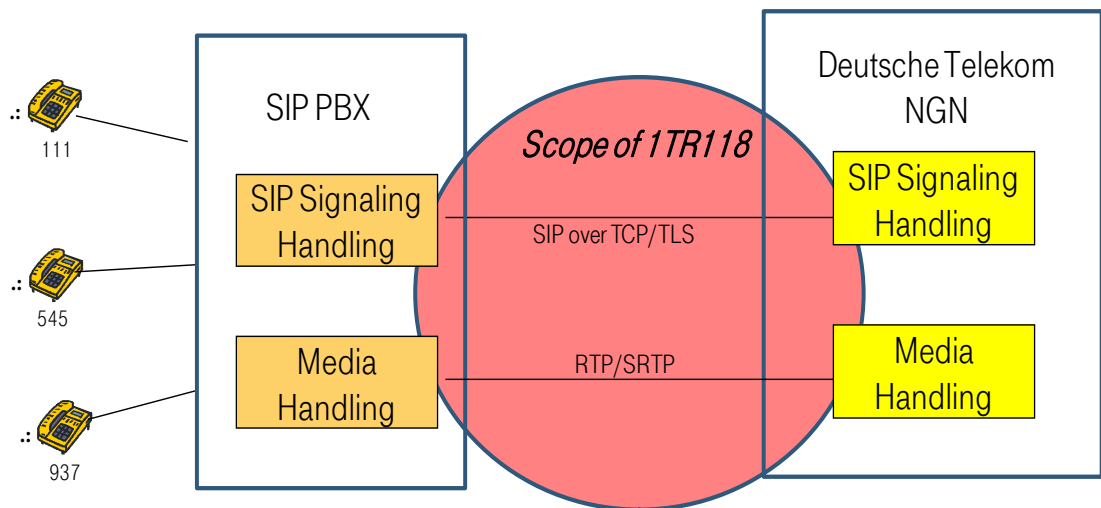 .:
111
.:
545
.:
937
SIP PBX
SIP Signaling
Handling
Media
Handling
Scope of 1TR118
SIP over TCP/TLS
RTP/SRTP
Deutsche Telekom
NGN
SIP Signaling
Handling
Media
Handling